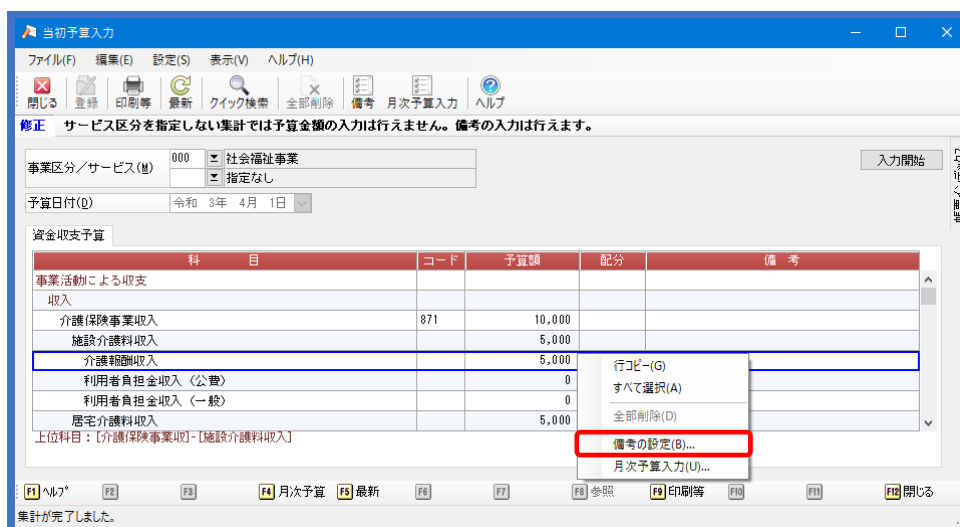 当初予算入力
ファイル(F) 編集(E) 設定(S) 表示(V) ヘルプ(H)
閉じる 登録 印刷等 最新 クイック検索 全部削除 備考 月次予算入力 ヘルプ
修正 サービス区分を指定しない集計では予算金額の入力は行えません。備考の入力は行えます。
事業区分／サービス(M) 000 社会福祉事業 入力開始
指定なし
予算日付(D) 令和 3年 4月 1日
資金収支予算
科 目 コード 予算額 配分 備 考
事業活動による収支
収入
介護保険事業収入 871 10,000
施設介護料収入 5,000
介護報酬収入 5,000
利用者負担金収入（公費） 0
利用者負担金収入（一般） 0
居宅介護料収入 5,000
行コピー(G)
すべて選択(A)
全部削除(D)
備考の設定(B)...
月次予算入力(U)...
上位科目：[介護保険事業収]-[施設介護料収入]
F1 ヘルプ F2 F3 F4 月次予算 F5 最新 F6 F7 F8 参照 F9 印刷等 F10 F11 F12 閉じる
集計が完了しました。